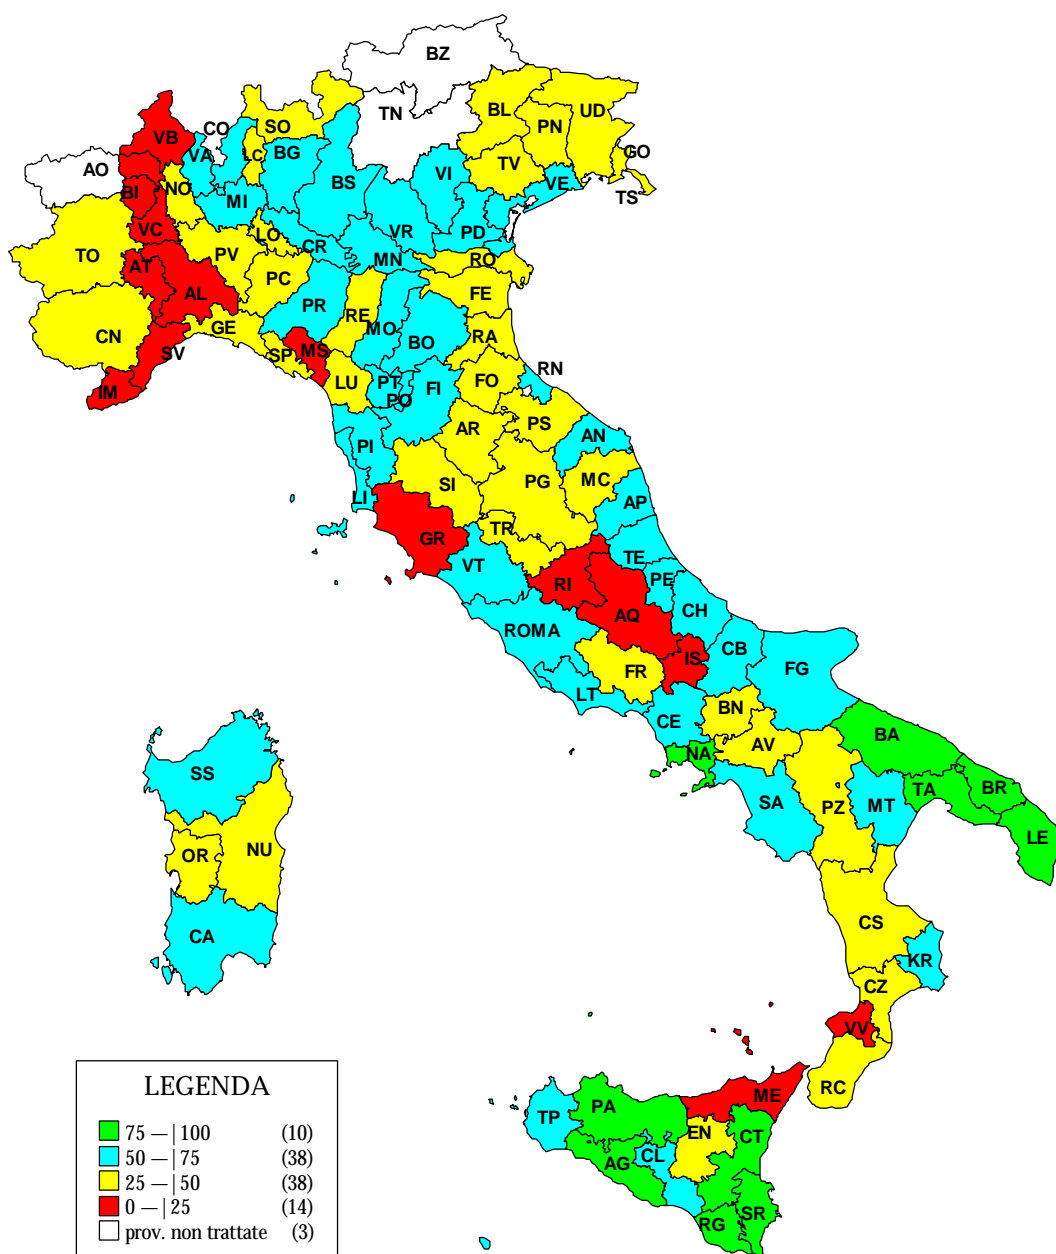 BZ
TN
BL
UD
PN
CO
SO
VB
VA
LC
BG
GO
AO
BS
VI
TV
VE
TS
BI
NO
MI
VC
LO
VR
PD
TO
PV
CR
MN
RO
AT
PC
AL
PR
FE
CN
GE
RE
MO
BO
RA
SV
SP
MS
RN
IM
LU
PT
PO
FI
FO
PS
AR
AN
PI
SI
PG
MC
LI
AP
GR
TR
VT
TE
RI
PE
AQ
CH
ROMA
CB
IS
FR
FG
LT
CE
BN
BA
NA
AV
SS
SA
PZ
MT
TA
BR
LE
OR
NU
CA
CS
KR
CZ
VV
RC
ME
PA
TP
EN
CT
AG
CL
RG
SR
LEGENDA
75 —| 100 (10)
50 —| 75 (38)
25 —| 50 (38)
0 —| 25 (14)
prov. non trattate (3)